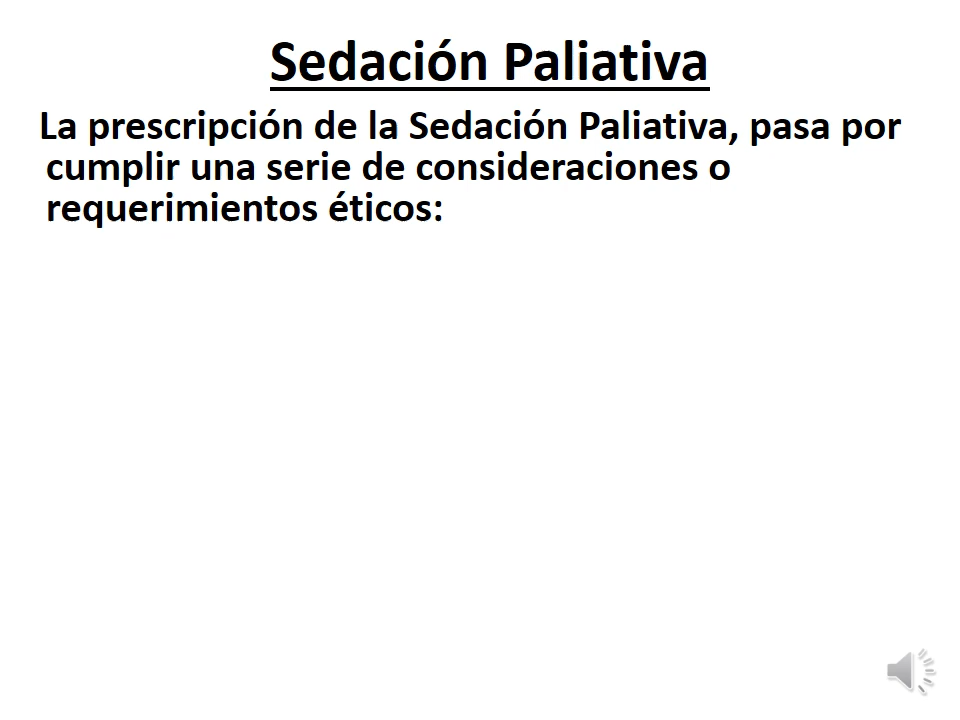 Sedación Paliativa
La prescripción de la Sedación Paliativa, pasa por
cumplir una serie de consideraciones o
requerimientos éticos: